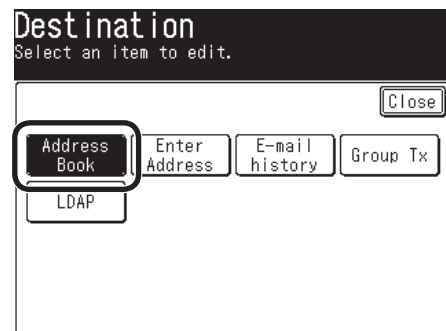 Destination
Select an item to edit.
Close
Address
Book
Enter
Address
E-mail
history
Group Tx
LDAP